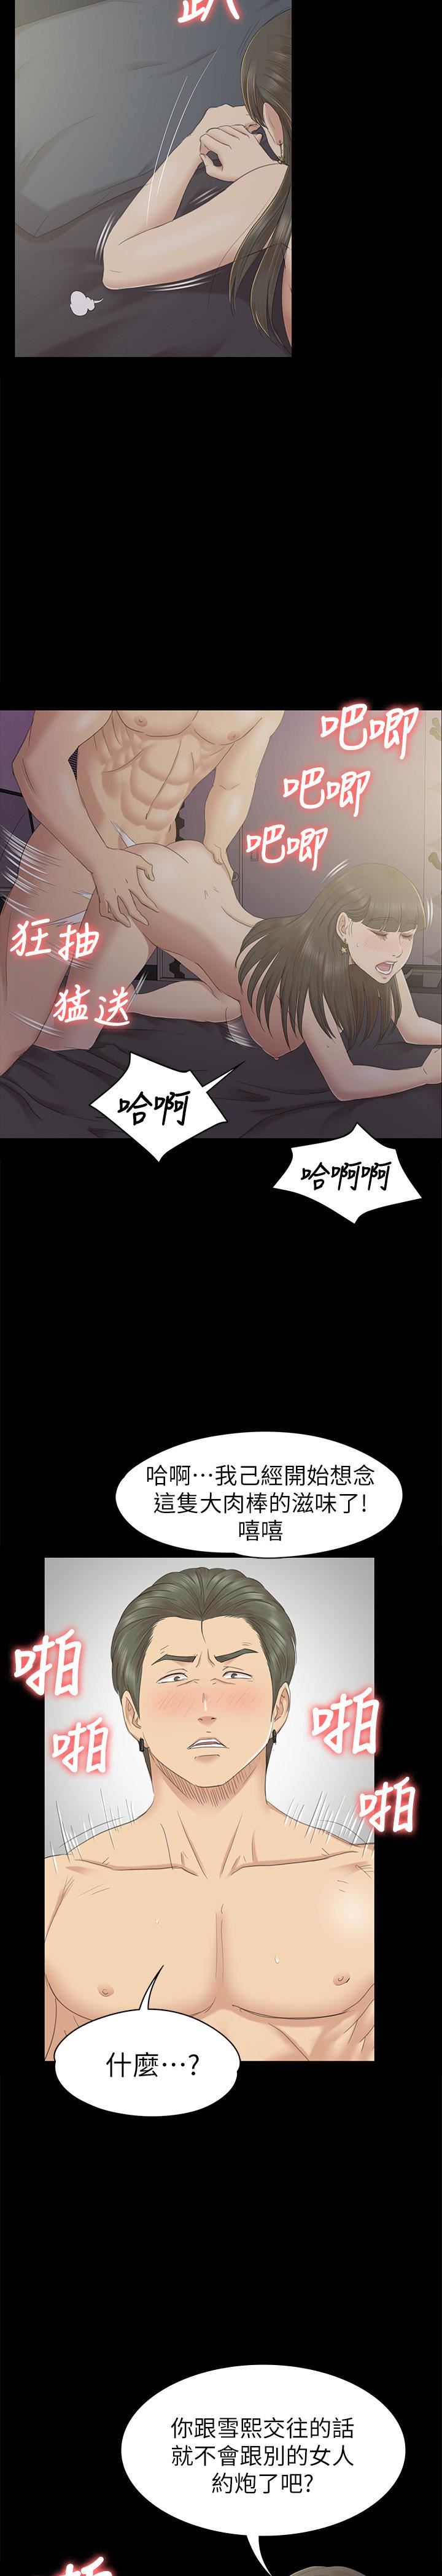 趴
吧唧
吧唧
吧唧
狂抽
猛送
哈啊
哈啊啊
哈啊…我己經開始想念
這隻大肉棒的滋味了!
嘻嘻
啪
啪
啪
啪
什麼…?
你跟雪熙交往的話
就不會跟別的女人
約炮了吧?